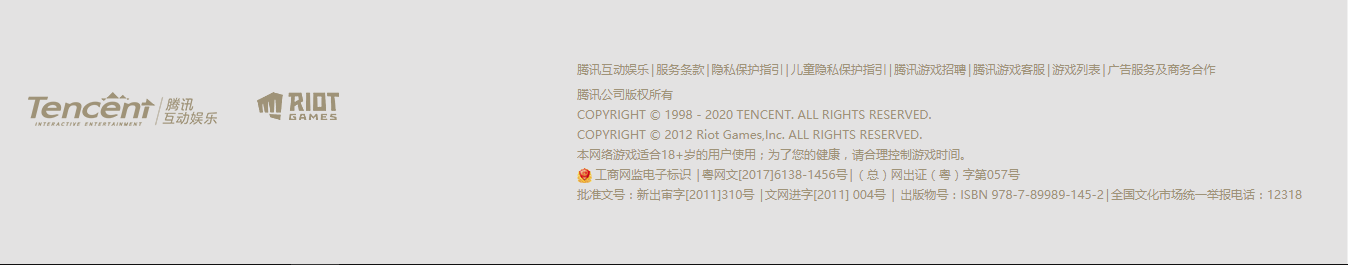 Tencent 腾讯
互动娱乐
INTERACTIVE ENTERTAINMENT
RIOT
GAMES
腾讯互动娱乐|服务条款|隐私保护指引|儿童隐私保护指引|腾讯游戏招聘|腾讯游戏客服|游戏列表|广告服务及商务合作
腾讯公司版权所有
COPYRIGHT © 1998 - 2020 TENCENT. ALL RIGHTS RESERVED.
COPYRIGHT © 2012 Riot Games,Inc. ALL RIGHTS RESERVED.
本网络游戏适合18+岁的用户使用；为了您的健康，请合理控制游戏时间。
工商网监电子标识 |粤网文[2017]6138-1456号|（总）网出证（粤）字第057号
批准文号：新出审字[2011]310号 |文网进字[2011] 004号 | 出版物号：ISBN 978-7-89989-145-2|全国文化市场统一举报电话：12318